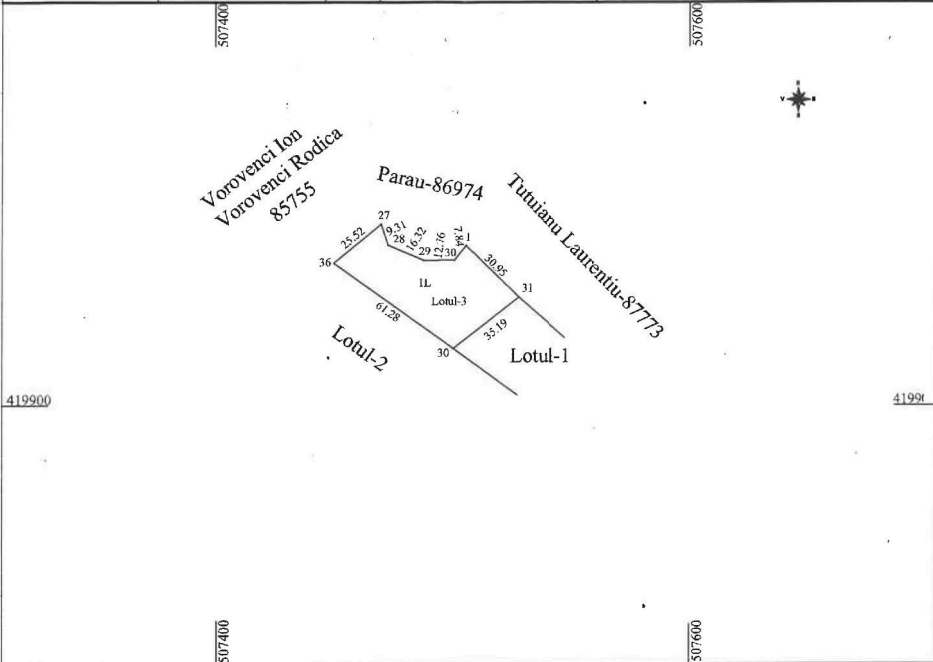 507400
507600
V
Vorovenci Ion
Vorovenci Rodica
85755
Parau-86974
Tutuianu Laurentiu-87773
27
9.31
28
16.32
29
12.76
30
7.84
1
25.52
36
30.95
31
1L
Lotul-3
61.28
35.19
30
Lotul-2
Lotul-1
419900
4199
507400
507600